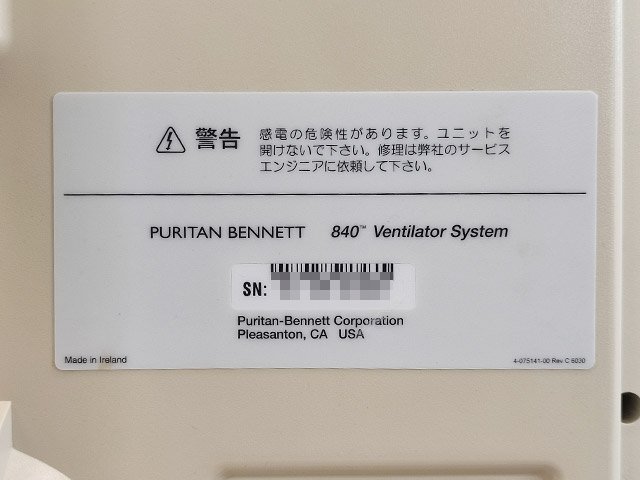 警告
感電の危険性があります。ユニットを
開けないで下さい。修理は弊社のサービス
エンジニアに依頼して下さい。
PURITAN BENNETT 840™ Ventilator System
SN:
Puritan-Bennett Corporation
Pleasanton, CA USA
Made in Ireland
4-075141-00 Rev C 6030